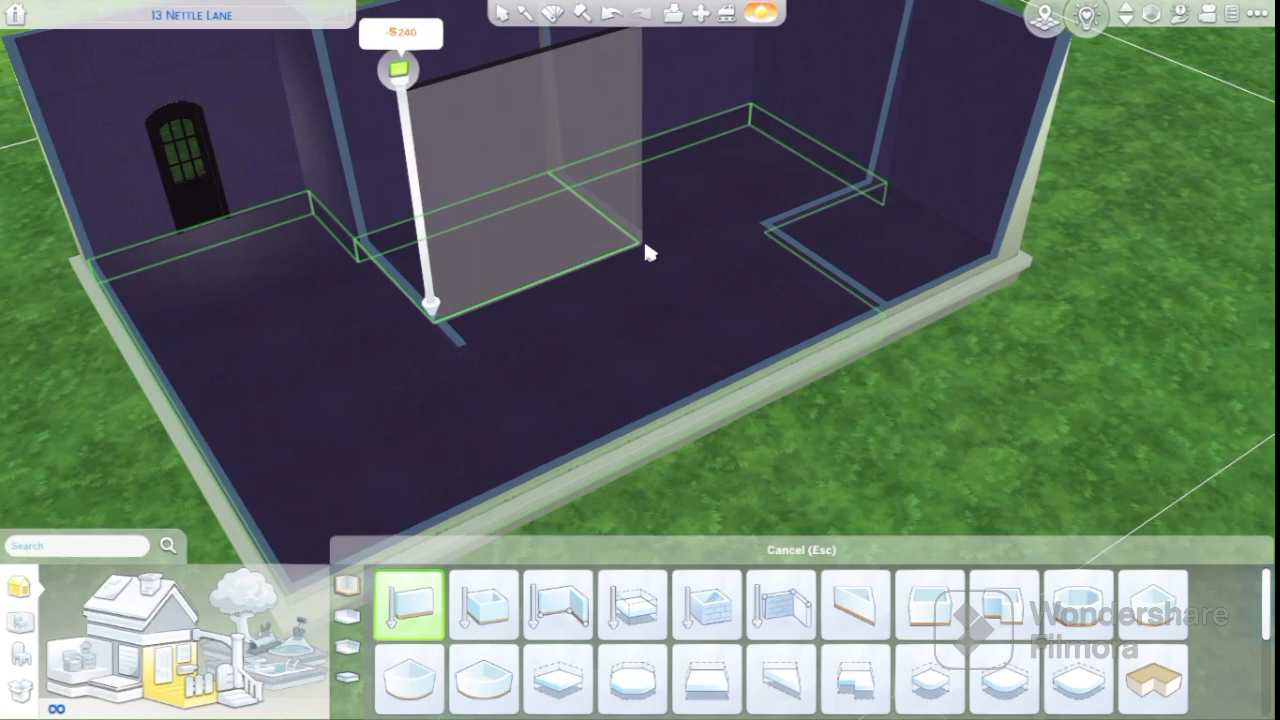 13 NETTLE LANE
-§240
Search
Cancel (Esc)
Wondershare
Filmora